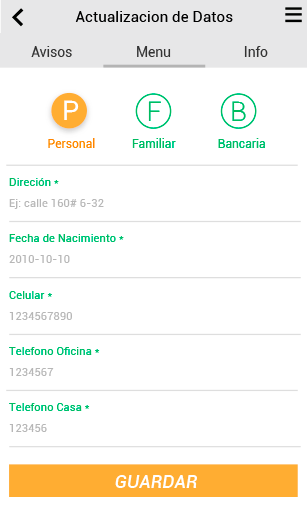 Actualizacion de Datos
Avisos Menu Info
P F B
Personal Familiar Bancaria
Direción *
Ej: calle 160# 6-32
Fecha de Nacimiento *
2010-10-10
Celular *
1234567890
Telefono Oficina *
1234567
Telefono Casa *
123456
GUARDAR